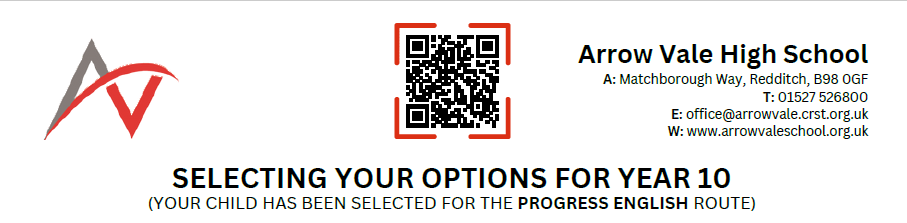 Arrow Vale High School
A: Matchborough Way, Redditch, B98 0GF
T: 01527 526800
E: office@arrowvale.crst.org.uk
W: www.arrowvaleschool.org.uk
SELECTING YOUR OPTIONS FOR YEAR 10
(YOUR CHILD HAS BEEN SELECTED FOR THE PROGRESS ENGLISH ROUTE)